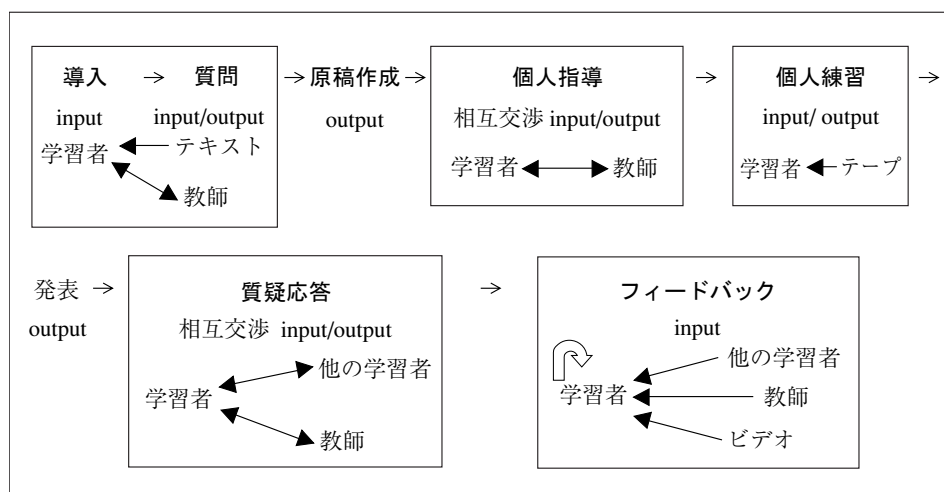 導入 → 質問 → 原稿作成 → 個人指導 → 個人練習 →
input input/output output 相互交渉 input/output input/ output
学習者 テキスト 学習者 教師 学習者 テープ
教師
発表 → 質疑応答 → フィードバック
output 相互交渉 input/output input
他の学習者 他の学習者
学習者 学習者 教師
教師 ビデオ